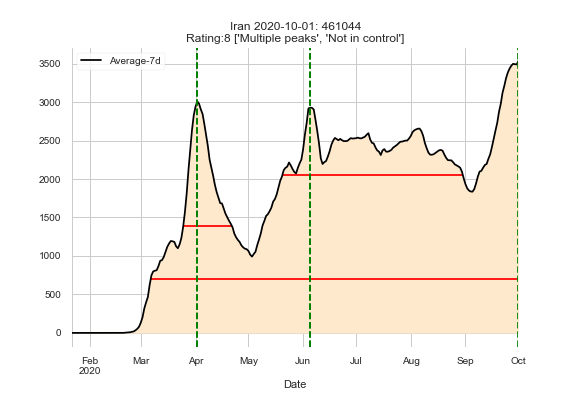 Iran 2020-10-01: 461044
Rating:8 ['Multiple peaks', 'Not in control']
Average-7d
3500
3000
2500
2000
1500
1000
500
0
Feb Mar Apr May Jun Jul Aug Sep Oct
2020
Date